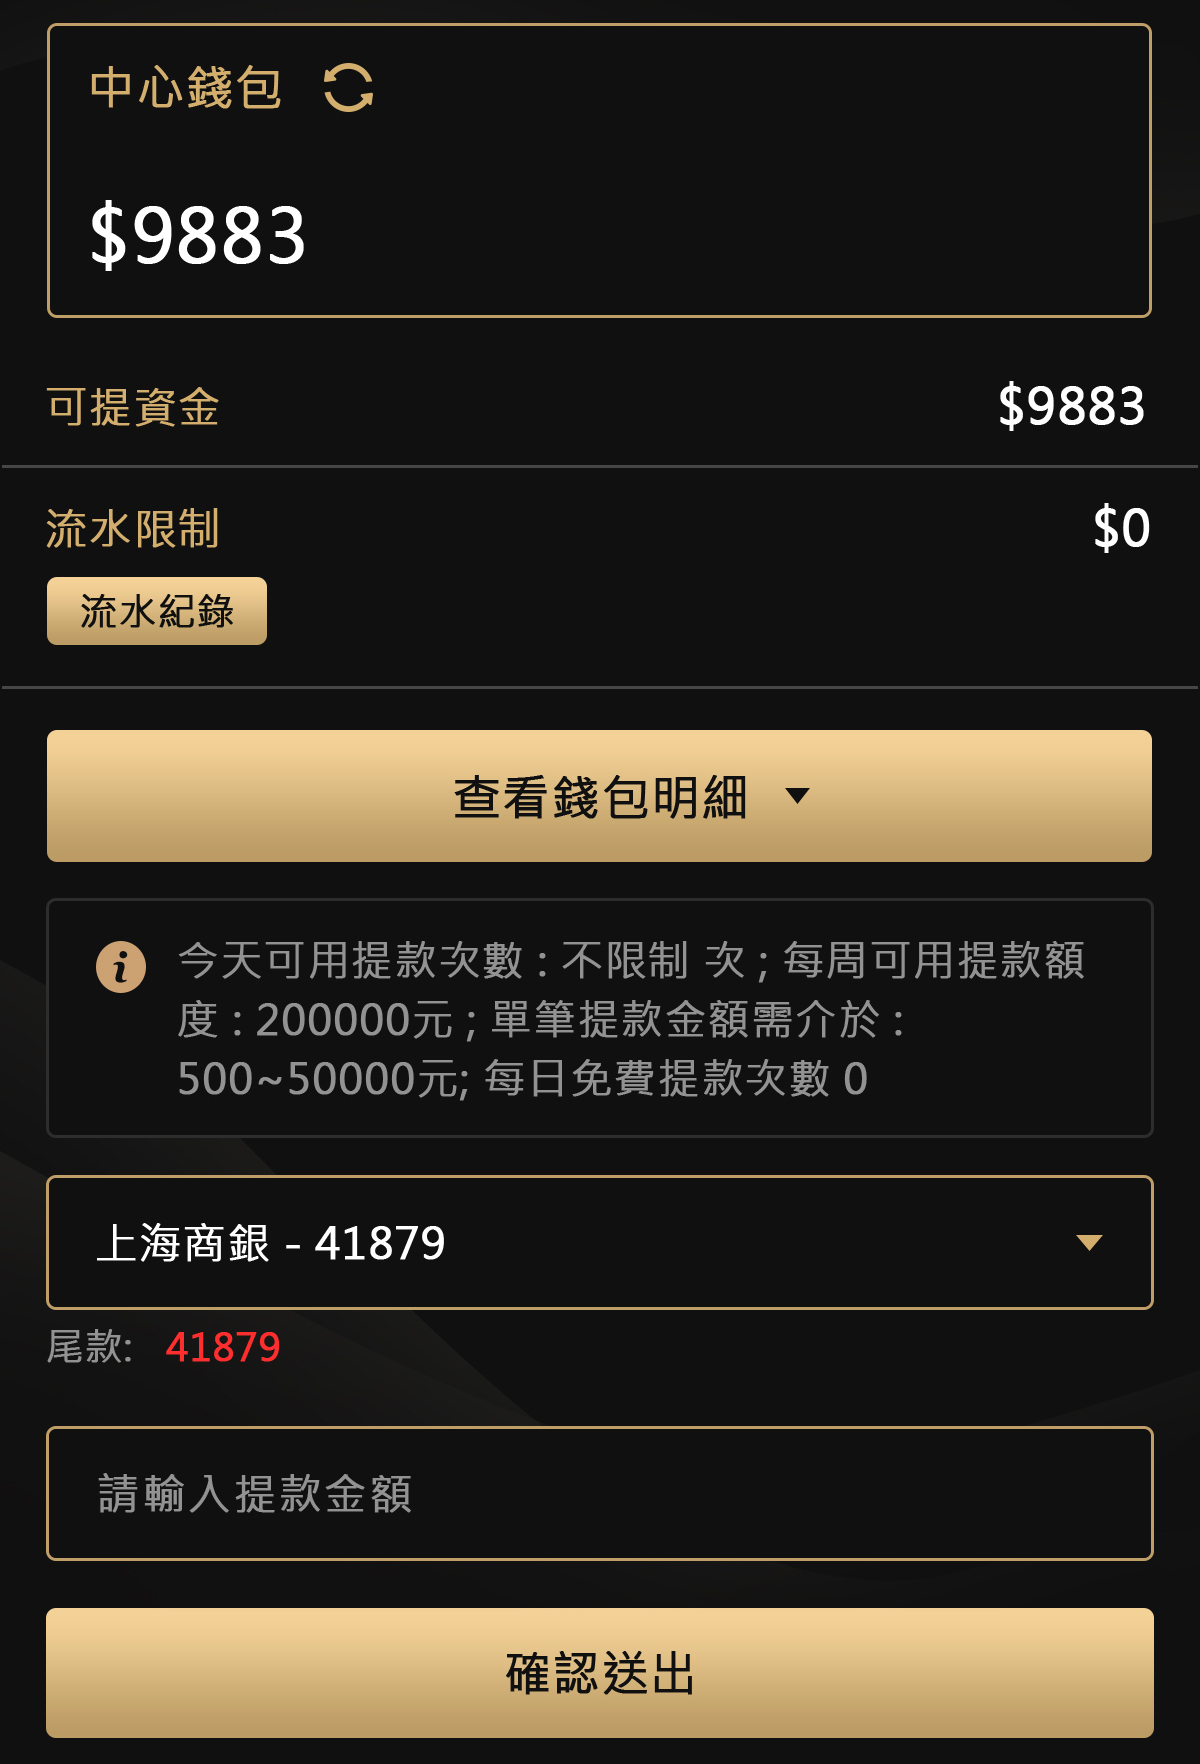 中心錢包
$9883
可提資金 $9883
流水限制 $0
流水紀錄
查看錢包明細
i 今天可用提款次數 : 不限制 次 ; 每周可用提款額
度 : 200000元 ; 單筆提款金額需介於 :
500~50000元; 每日免費提款次數 0
上海商銀 - 41879
尾款: 41879
請輸入提款金額
確認送出